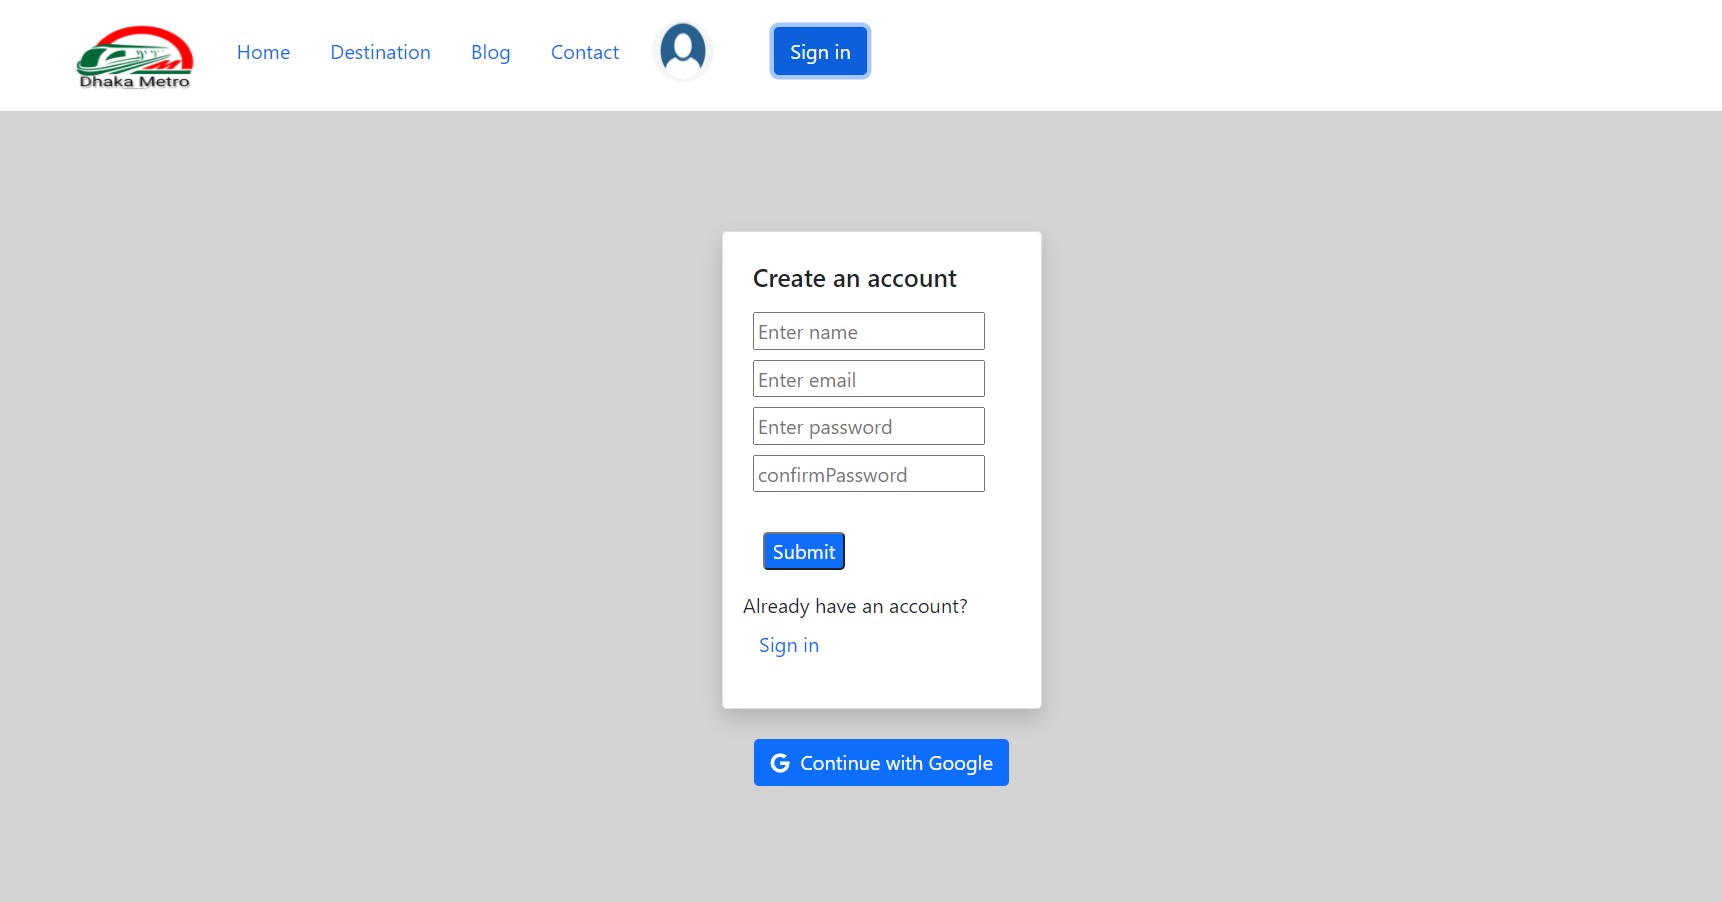 Dhaka Metro
Home Destination Blog Contact Sign in
Create an account
Enter name
Enter email
Enter password
confirmPassword
Submit
Already have an account?
Sign in
G Continue with Google